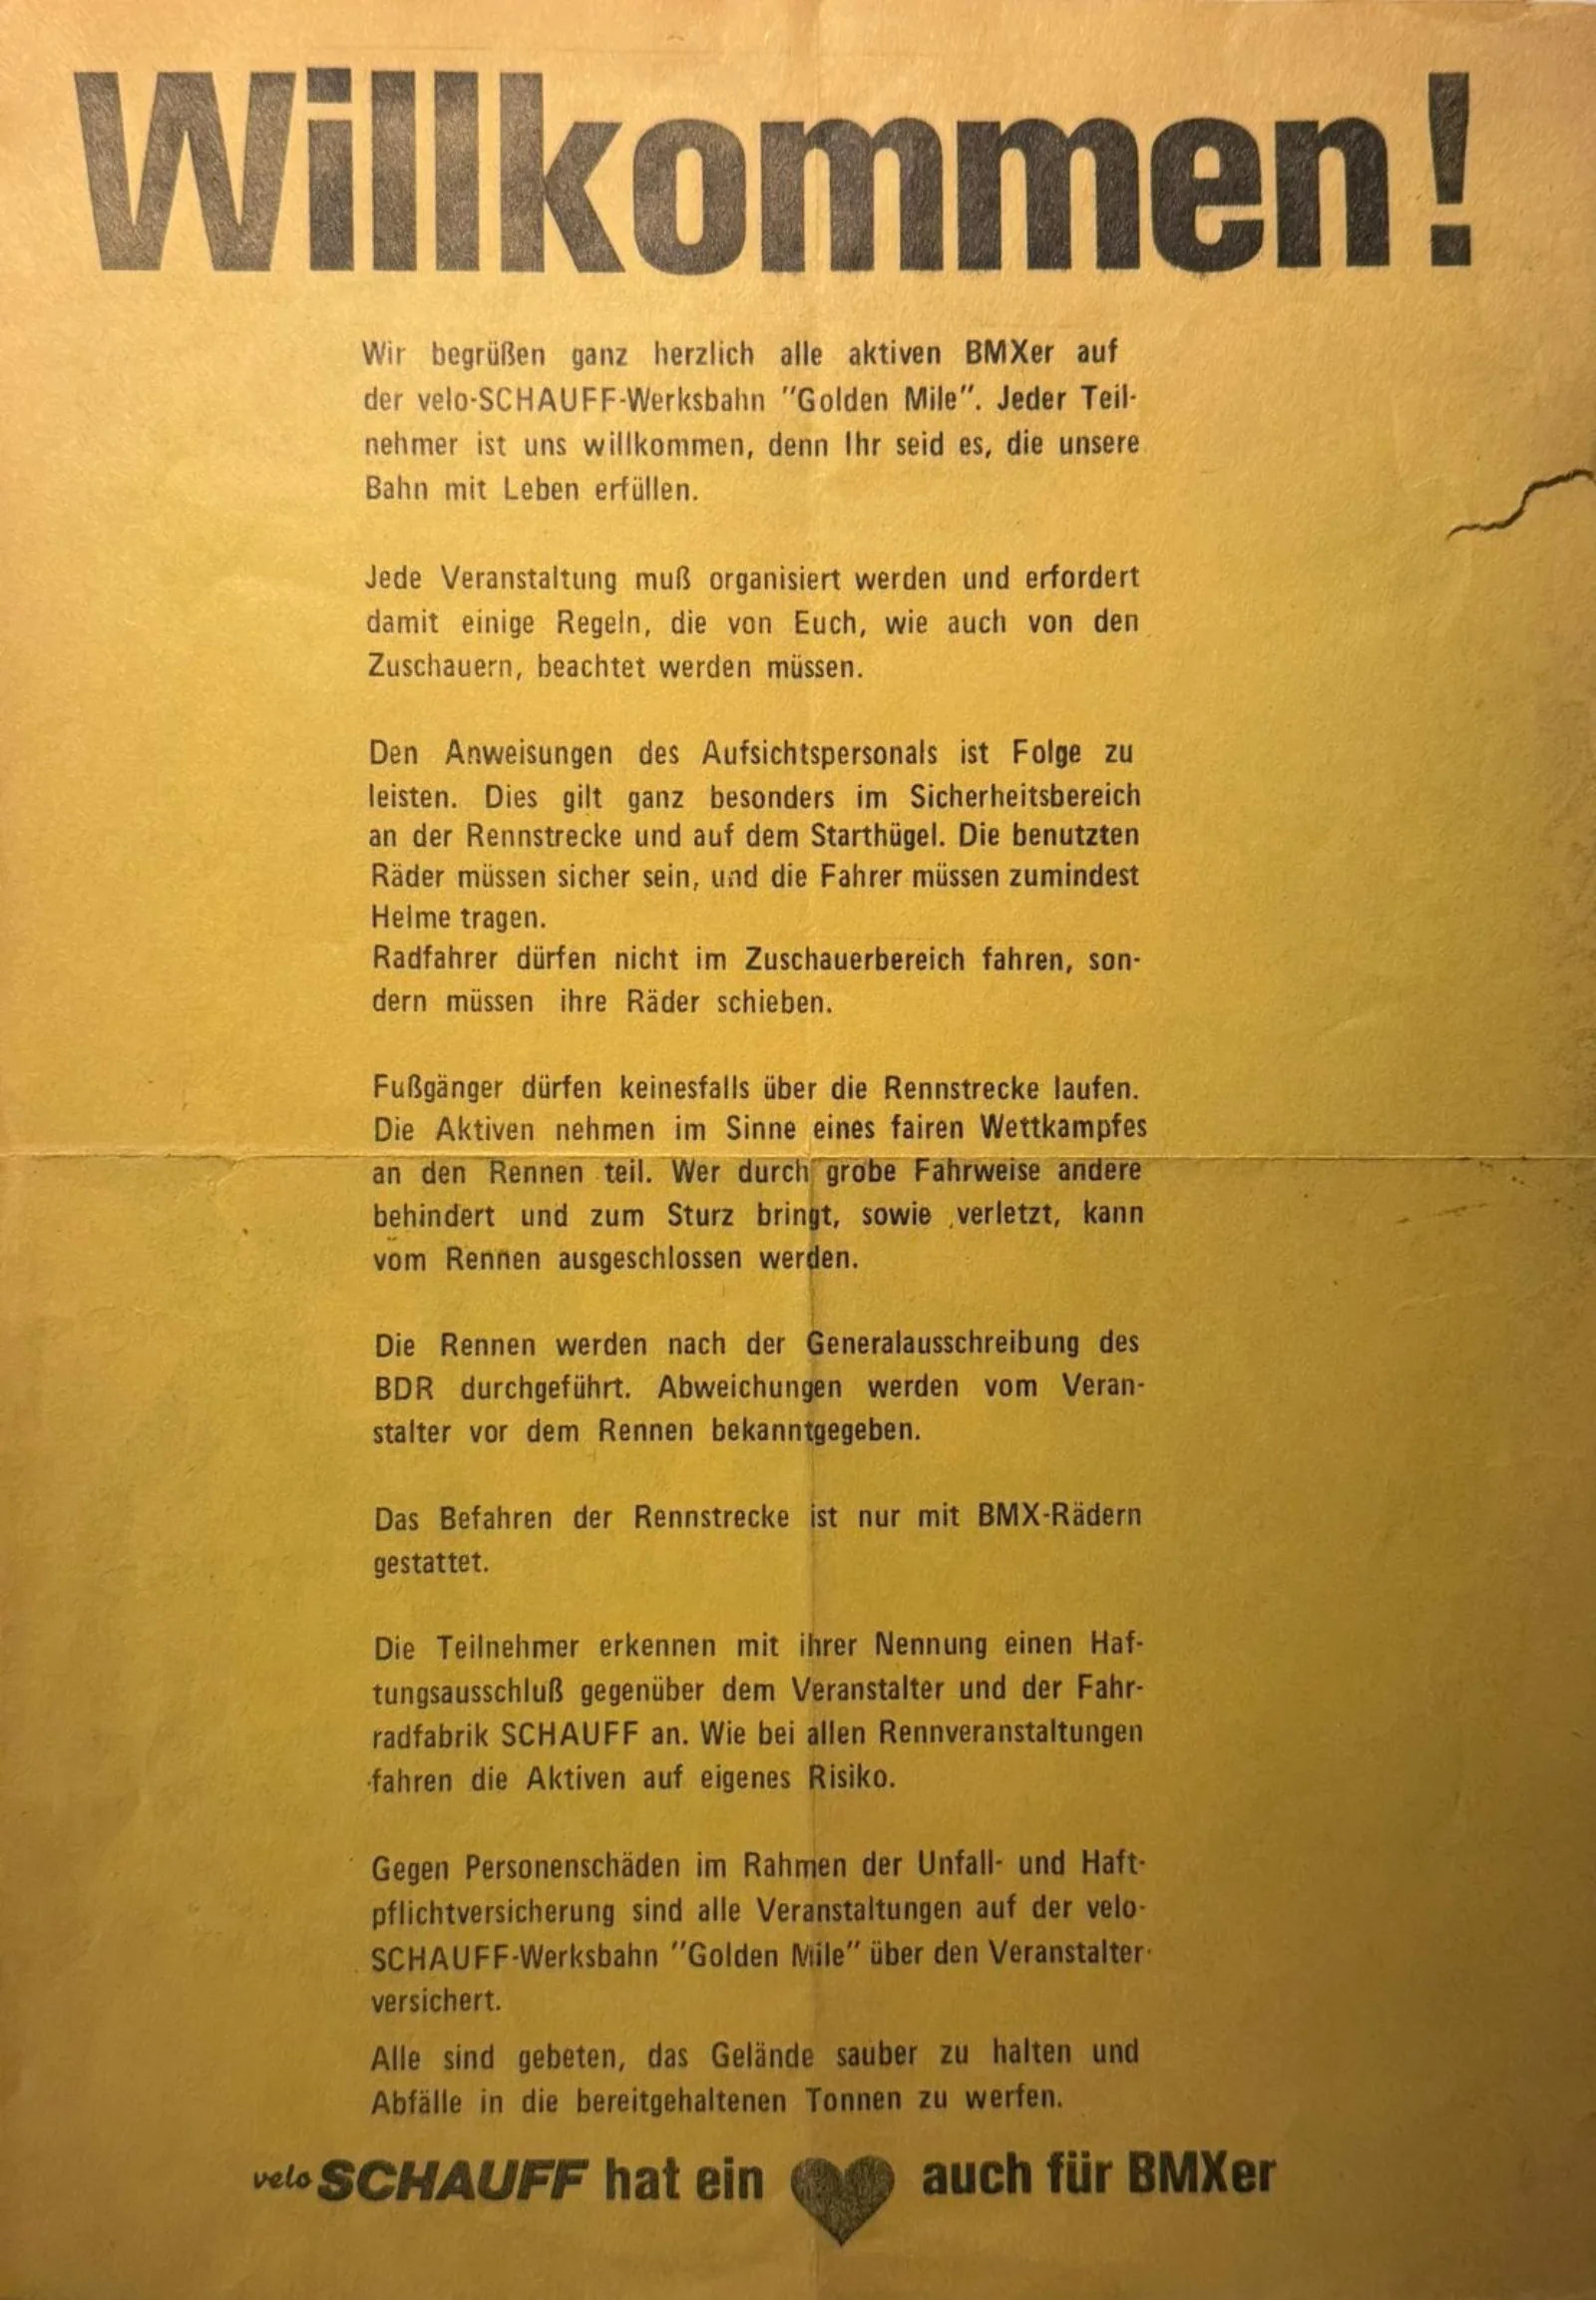 Willkommen!
Wir begrüßen ganz herzlich alle aktiven BMXer auf
der velo-SCHAUFF-Werksbahn "Golden Mile". Jeder Teil-
nehmer ist uns willkommen, denn Ihr seid es, die unsere
Bahn mit Leben erfüllen.
Jede Veranstaltung muß organisiert werden und erfordert
damit einige Regeln, die von Euch, wie auch von den
Zuschauern, beachtet werden müssen.
Den Anweisungen des Aufsichtspersonals ist Folge zu
leisten. Dies gilt ganz besonders im Sicherheitsbereich
an der Rennstrecke und auf dem Starthügel. Die benutzten
Räder müssen sicher sein, und die Fahrer müssen zumindest
Helme tragen.
Radfahrer dürfen nicht im Zuschauerbereich fahren, son-
dern müssen ihre Räder schieben.
Fußgänger dürfen keinesfalls über die Rennstrecke laufen.
Die Aktiven nehmen im Sinne eines fairen Wettkampfes
an den Rennen teil. Wer durch grobe Fahrweise andere
behindert und zum Sturz bringt, sowie verletzt, kann
vom Rennen ausgeschlossen werden.
Die Rennen werden nach der Generalausschreibung des
BDR durchgeführt. Abweichungen werden vom Veran-
stalter vor dem Rennen bekanntgegeben.
Das Befahren der Rennstrecke ist nur mit BMX-Rädern
gestattet.
Die Teilnehmer erkennen mit ihrer Nennung einen Haf-
tungsausschluß gegenüber dem Veranstalter und der Fahr-
radfabrik SCHAUFF an. Wie bei allen Rennveranstaltungen
fahren die Aktiven auf eigenes Risiko.
Gegen Personenschäden im Rahmen der Unfall- und Haft-
pflichtversicherung sind alle Veranstaltungen auf der velo-
SCHAUFF-Werksbahn "Golden Mile" über den Veranstalter
versichert.
Alle sind gebeten, das Gelände sauber zu halten und
Abfälle in die bereitgehaltenen Tonnen zu werfen.
velo SCHAUFF hat ein auch für BMXer